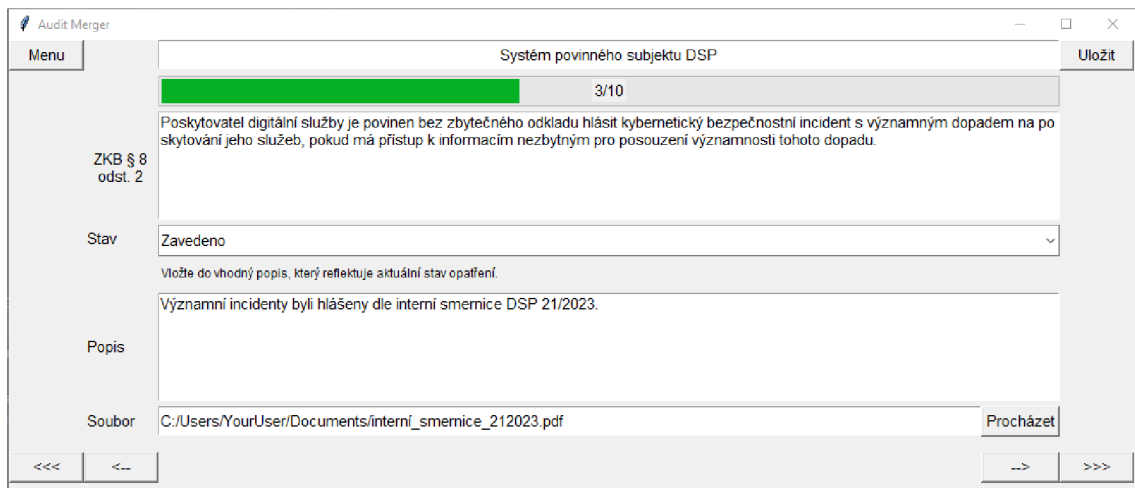 Audit Merger
Menu
Systém povinného subjektu DSP
Uložit
3/10
ZKB § 8
odst. 2
Poskytovatel digitální služby je povinen bez zbytečného odkladu hlásit kybernetický bezpečnostní incident s významným dopadem na po
skytování jeho služeb, pokud má přístup k informacím nezbytným pro posouzení významnosti tohoto dopadu.
Stav
Zavedeno
Vložte do vhodný popis, který reflektuje aktuální stav opatření.
Popis
Významní incidenty byli hlášeny dle interní smernice DSP 21/2023.
Soubor
C:/Users/YourUser/Documents/interní_smernice_212023.pdf
Procházet
<<<
<--
-->
>>>